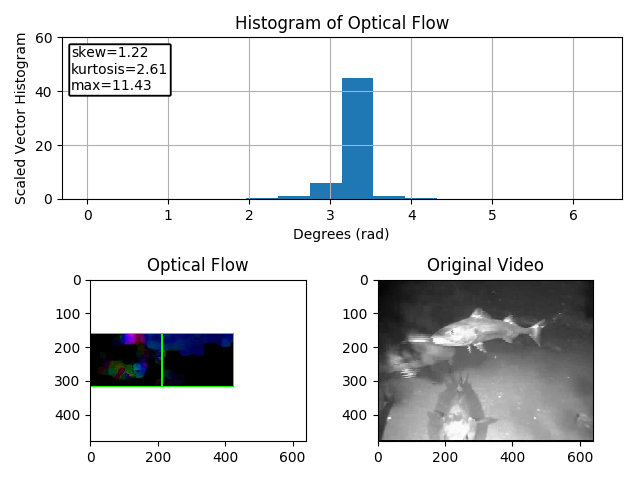 Histogram of Optical Flow
skew=1.22
kurtosis=2.61
max=11.43
Scaled Vector Histogram
60
40
20
0
0 1 2 3 4 5 6
Degrees (rad)
Optical Flow
0
100
200
300
400
0 200 400 600
Original Video
0
100
200
300
400
0 200 400 600